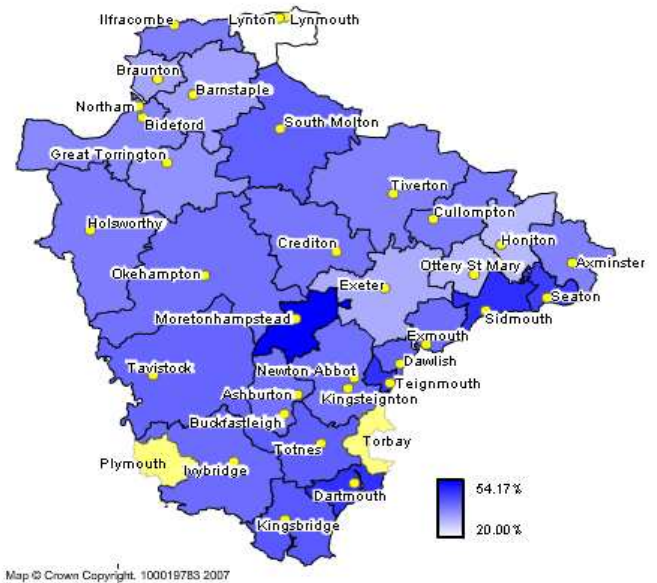 Ilfracombe
Lynton
Lynmouth
Braunton
Barnstaple
Northam
Bideford
South Molton
Great Torrington
Tiverton
Cullompton
Holsworthy
Crediton
Honiton
Ottery St Mary
Axminster
Okehampton
Exeter
Seaton
Moretonhampstead
Sidmouth
Exmouth
Dawlish
Tavistock
Newton Abbot
Teignmouth
Ashburton
Kingsteignton
Buckfastleigh
Torbay
Totnes
Plymouth
Ivybridge
Dartmouth
Kingsbridge
54.17%
20.00%
Map © Crown Copyright. 100019783 2007